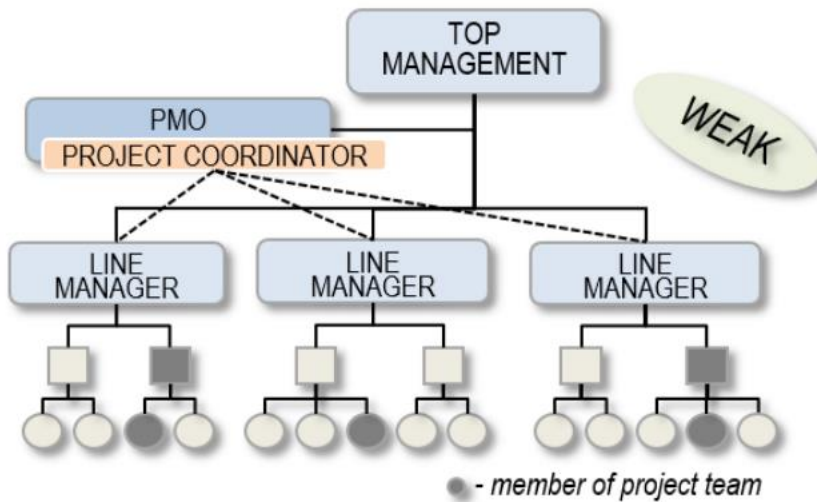 TOP
MANAGEMENT
WEAK
PMO
PROJECT COORDINATOR
LINE
MANAGER
LINE
MANAGER
LINE
MANAGER
- member of project team